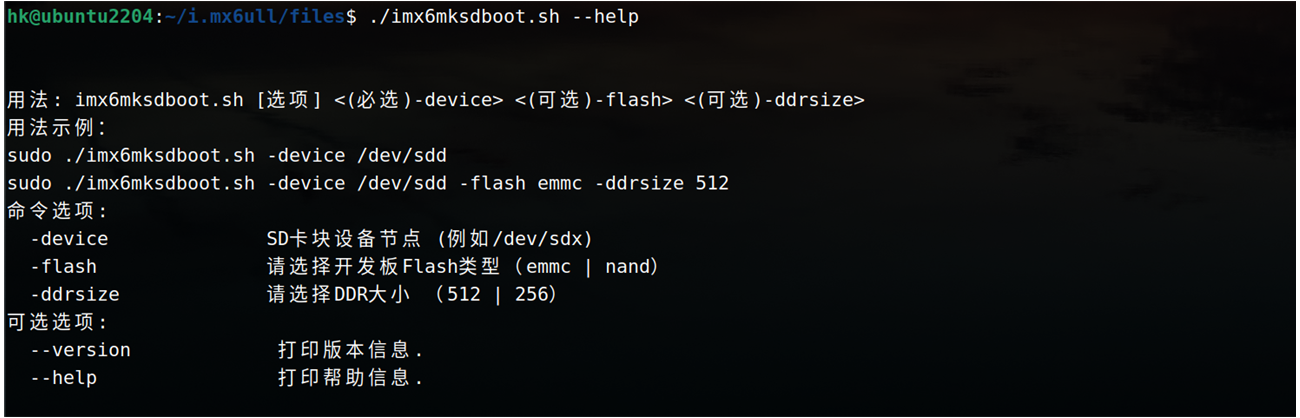 hk@ubuntu2204:~/i.mx6ull/files$ ./imx6mksdboot.sh --help
用法: imx6mksdboot.sh [选项] <(必选)-device> <(可选)-flash> <(可选)-ddrsize>
用法示例:
sudo ./imx6mksdboot.sh -device /dev/sdd
sudo ./imx6mksdboot.sh -device /dev/sdd -flash emmc -ddrsize 512
命令选项:
  -device              SD卡块设备节点 (例如/dev/sdx)
  -flash               请选择开发板Flash类型（emmc | nand）
  -ddrsize             请选择DDR大小 （512 | 256）
可选选项:
  --version             打印版本信息.
  --help                打印帮助信息.